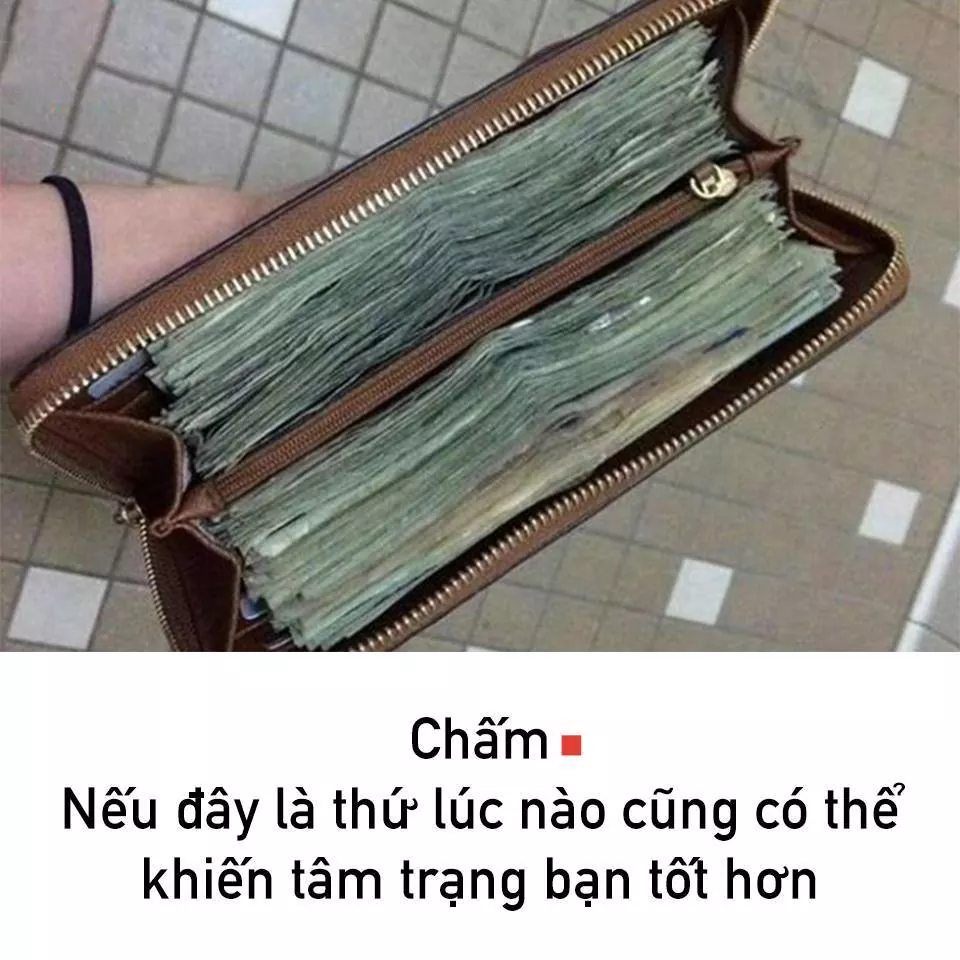 Chấm
Nếu đây là thứ lúc nào cũng có thể
khiến tâm trạng bạn tốt hơn